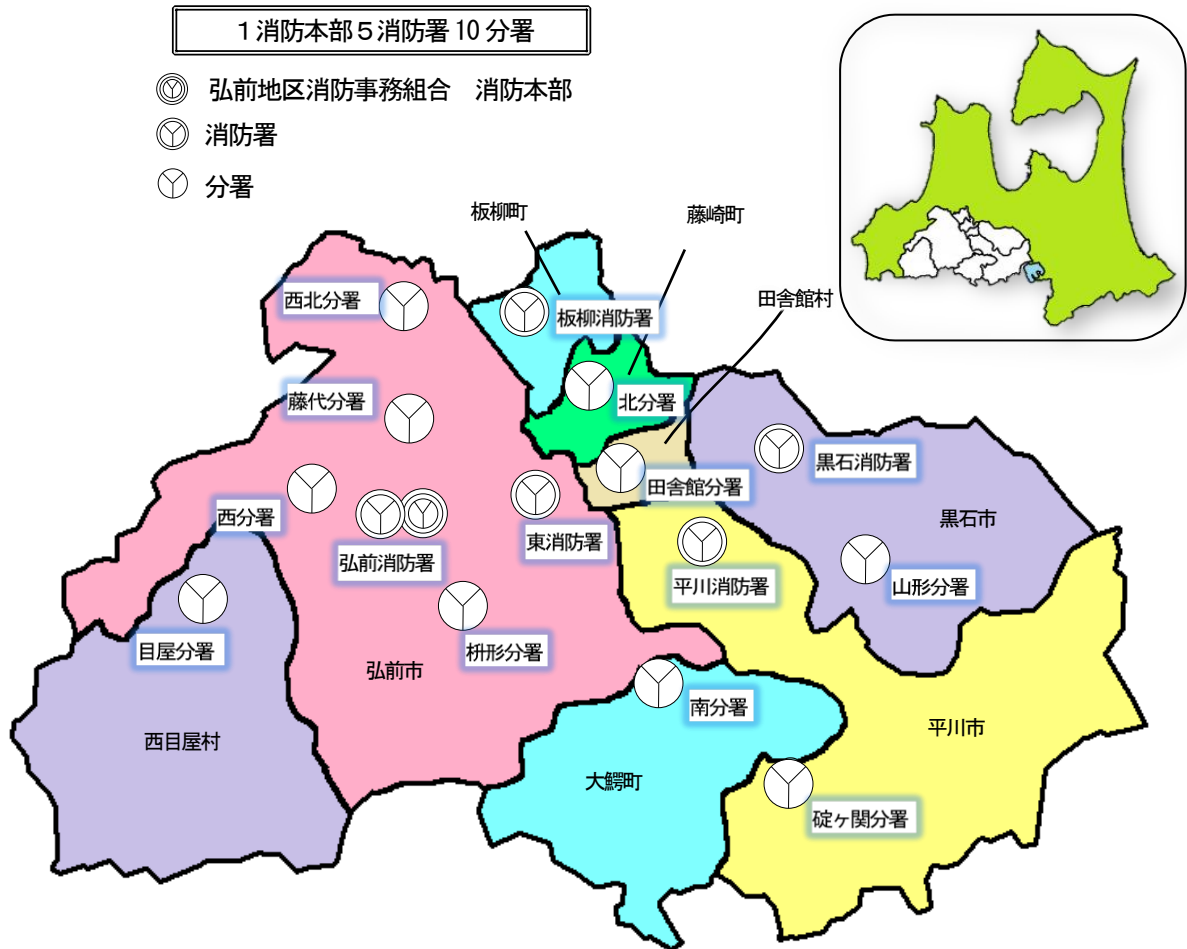 1消防本部5消防署10分署
弘前地区消防事務組合　消防本部
消防署
分署
板柳町
藤崎町
田舎館村
西北分署
板柳消防署
藤代分署
北分署
黒石消防署
田舎館分署
西分署
黒石市
東消防署
弘前消防署
平川消防署
山形分署
目屋分署
枡形分署
弘前市
南分署
西目屋村
平川市
大鰐町
碇ヶ関分署